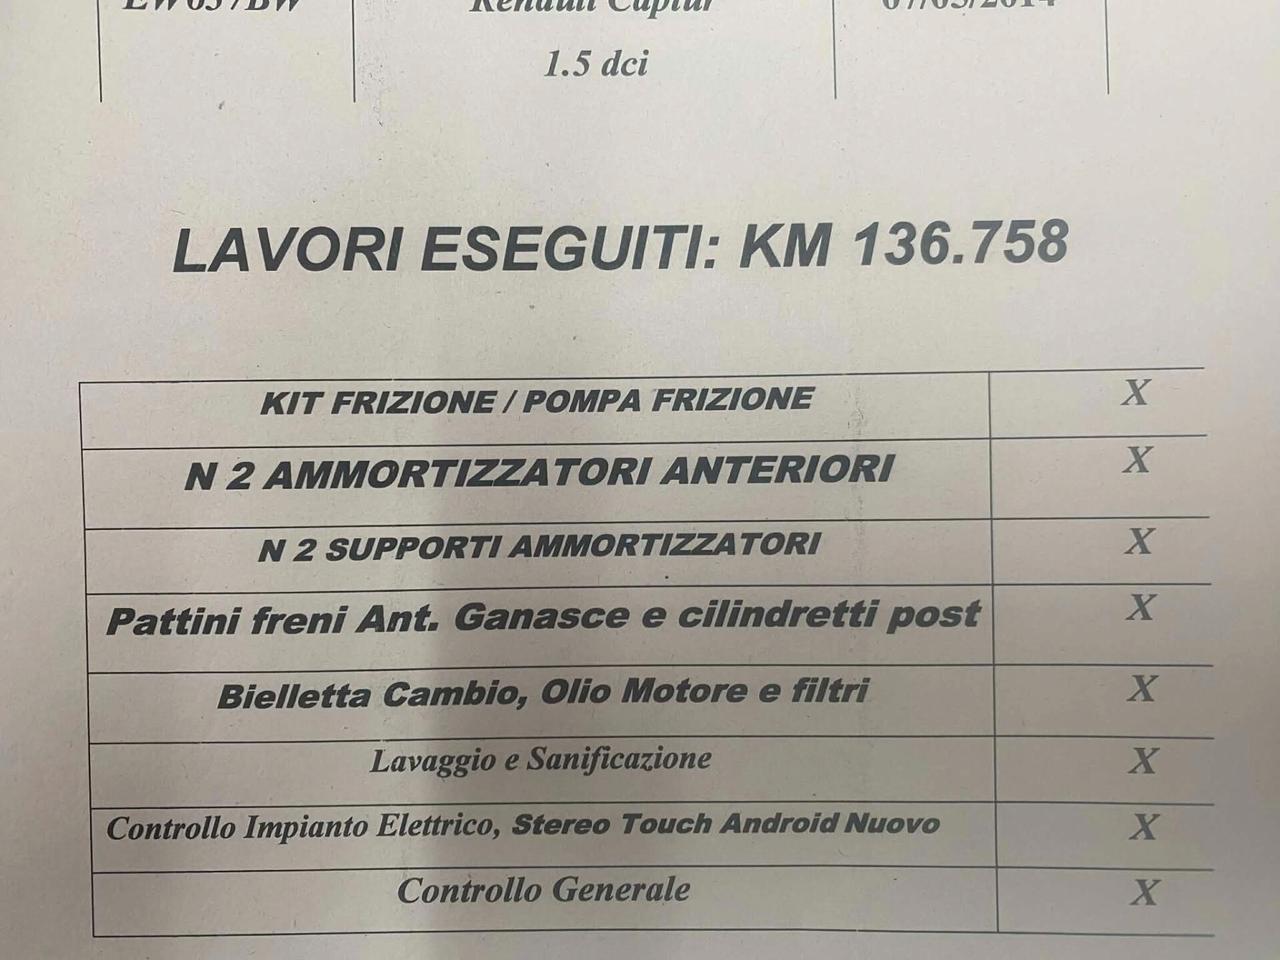 Renault Captur
1.5 dci
LAVORI ESEGUITI: KM 136.758
KIT FRIZIONE / POMPA FRIZIONE X
N 2 AMMORTIZZATORI ANTERIORI X
N 2 SUPPORTI AMMORTIZZATORI X
Pattini freni Ant. Ganasce e cilindretti post X
Bielletta Cambio, Olio Motore e filtri X
Lavaggio e Sanificazione X
Controllo Impianto Elettrico, Stereo Touch Android Nuovo X
Controllo Generale X